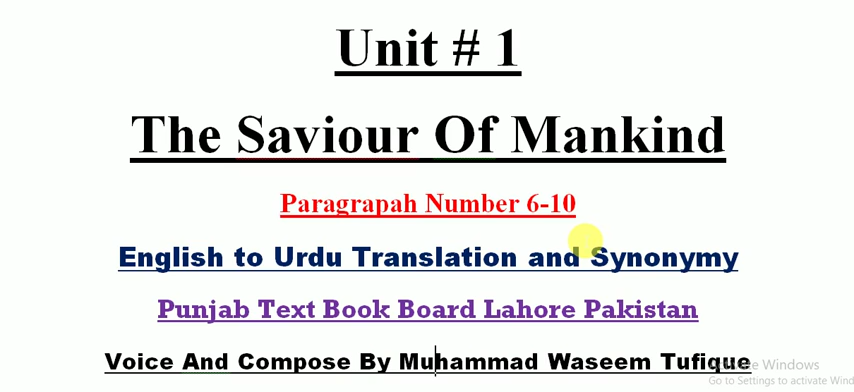 Unit # 1
The Saviour Of Mankind
Paragrapah Number 6-10
English to Urdu Translation and Synonymy
Punjab Text Book Board Lahore Pakistan
Voice And Compose By Muhammad Waseem Tufique
Activate Windows
Go to Settings to activate Wind